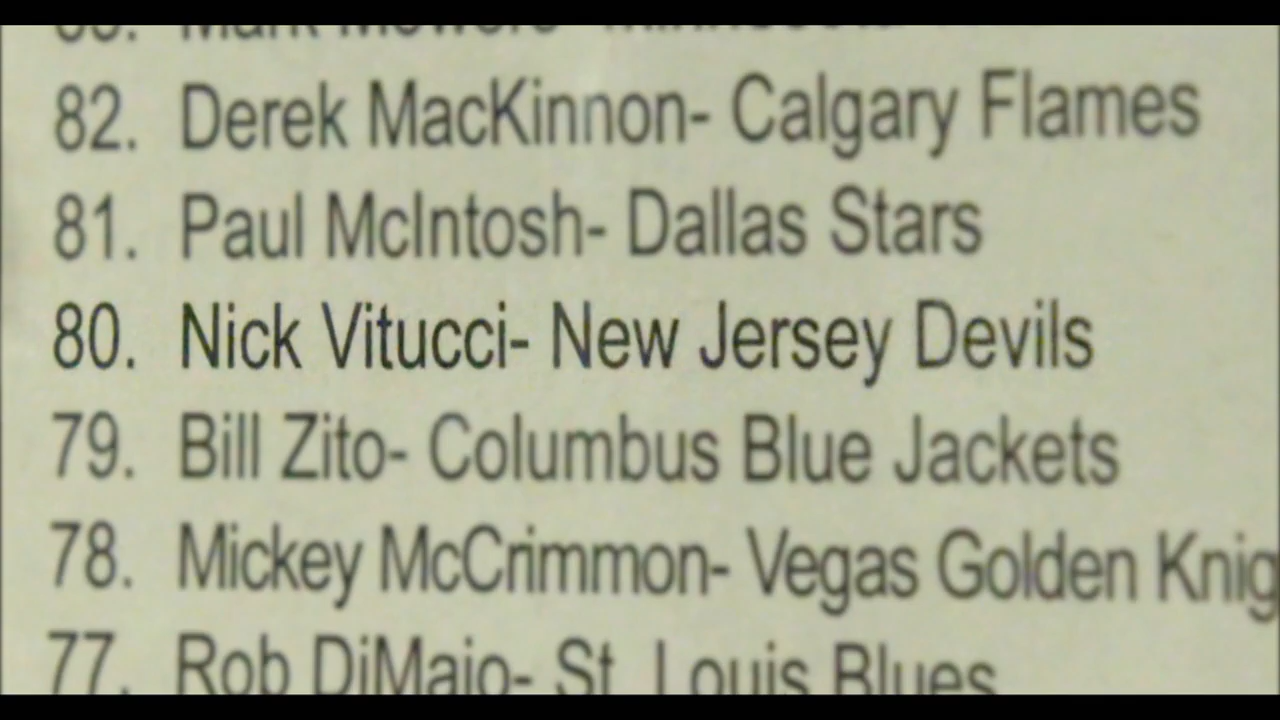 82. Derek MacKinnon- Calgary Flames
81. Paul McIntosh- Dallas Stars
80. Nick Vitucci- New Jersey Devils
79. Bill Zito- Columbus Blue Jackets
78. Mickey McCrimmon- Vegas Golden Knig
77. Rob DiMaio- St. Louis Blues